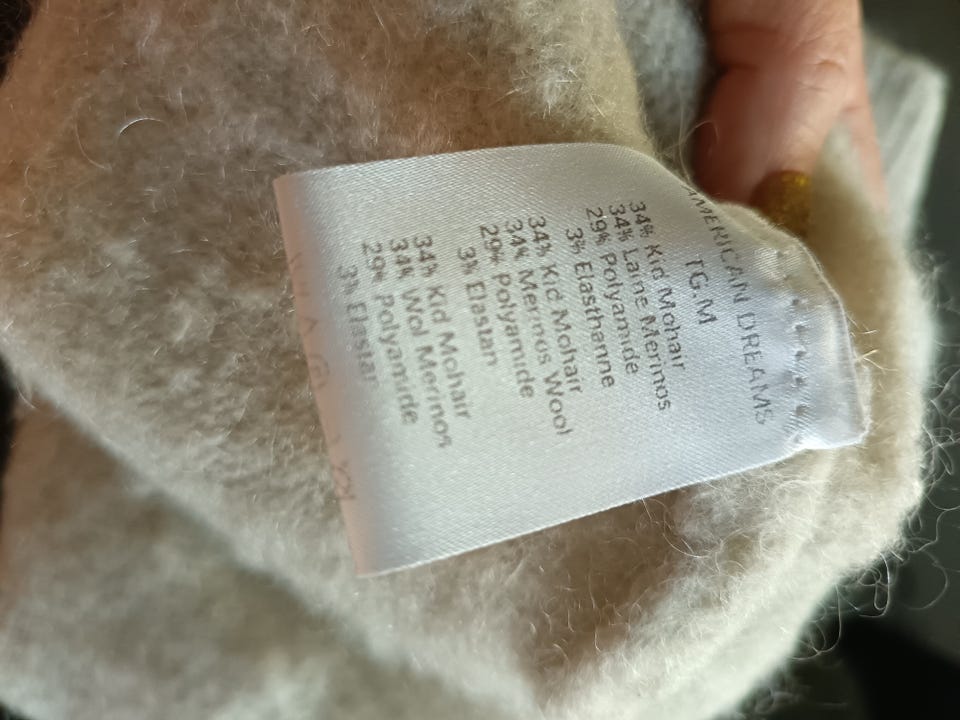 AMERICAN DREAMS
TG.M
34% Kid Mohair
34% Laine Merinos
29% Polyamide
3% Elasthanne
34% Kid Mohair
34% Merinos Wool
29% Polyamide
3% Elastan
34% Kid Mohair
34% Wol Merinos
29% Polyamide
3% Elastan